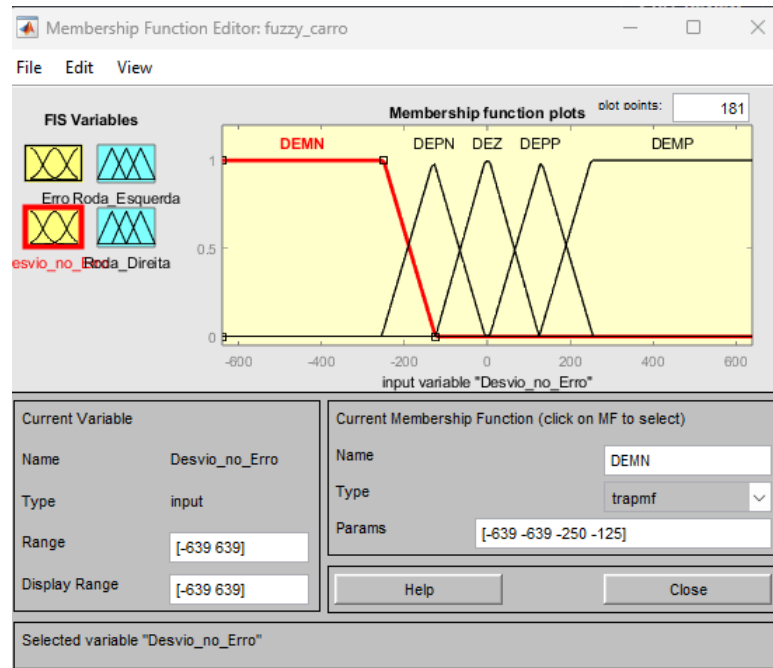 Membership Function Editor: fuzzy_carro
File Edit View
FIS Variables
Membership function plots
plot points:
181
DEMN DEPN DEZ DEPP DEMP
1
0.5
0
-600 -400 -200 0 200 400 600
input variable "Desvio_no_Erro"
Erro Roda_Esquerda
esvio_no_Erro Roda_Direita
Current Variable
Name Desvio_no_Erro
Type input
Range [-639 639]
Display Range [-639 639]
Current Membership Function (click on MF to select)
Name DEMN
Type trapmf
Params [-639 -639 -250 -125]
Help Close
Selected variable "Desvio_no_Erro"